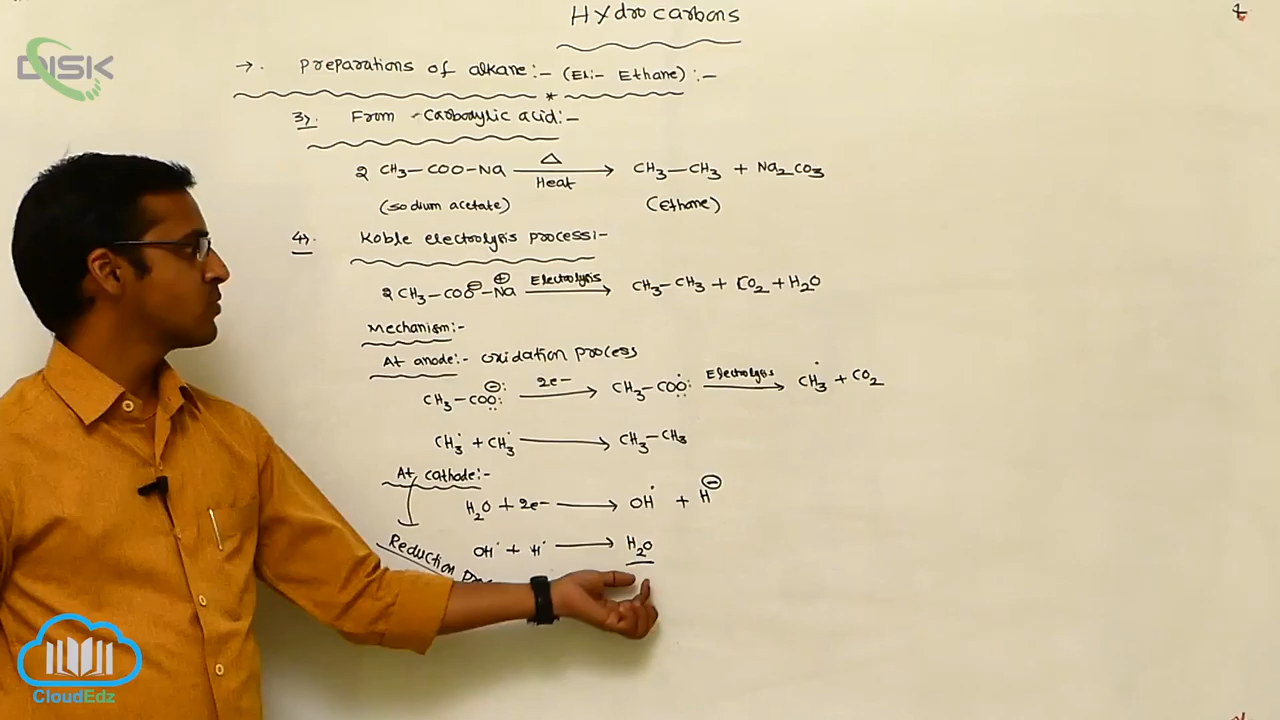 Hydrocarbons
DISK
→. Preparations of alkane:- (Ex:- Ethane) :-
3). From Carboxylic acid:-
2 CH₃—COO—Na —Δ Heat→ CH₃—CH₃ + Na₂CO₃
(sodium acetate) (Ethane)
4). Kolbe electrolysis process:-
2CH₃—COO⊖—Na⊕ —Electrolysis→ CH₃—CH₃ + CO₂ + H₂O
Mechanism:-
At anode:- oxidation process
CH₃—COO⊖ —2e-→ CH₃—COO• —Electrolysis→ CH₃• + CO₂
CH₃• + CH₃• → CH₃—CH₃
At cathode:-
H₂O + 2e- → OH• + H⊖
OH• + H• → H₂O
Reduction
CloudEdz